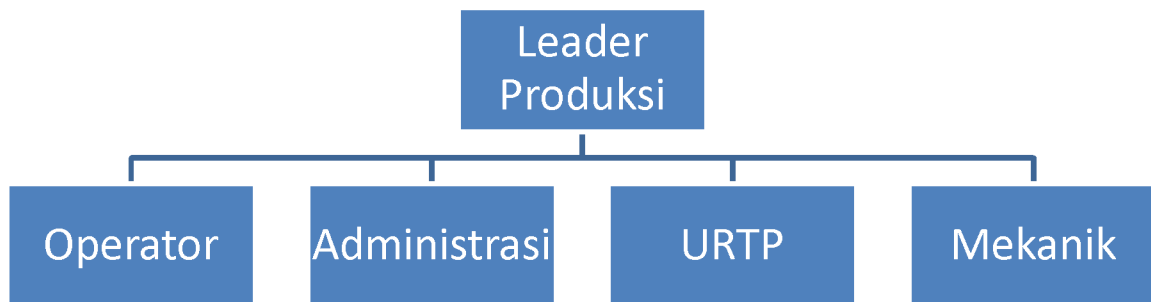 Leader
Produksi
Operator
Administrasi
URTP
Mekanik